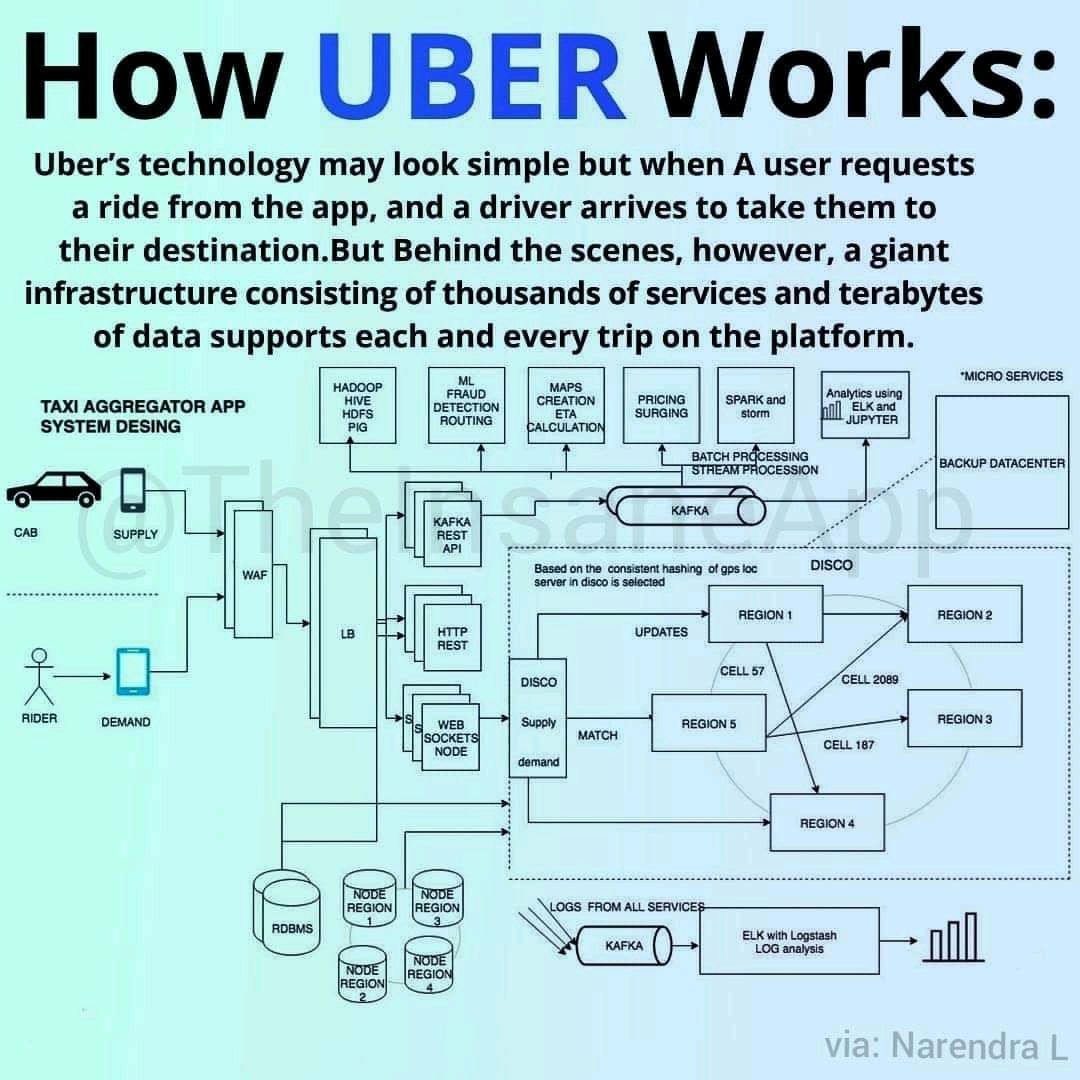 How UBER Works:
Uber's technology may look simple but when A user requests
a ride from the app, and a driver arrives to take them to
their destination.But Behind the scenes, however, a giant
infrastructure consisting of thousands of services and terabytes
of data supports each and every trip on the platform.
TAXI AGGREGATOR APP
SYSTEM DESING
HADOOP
HIVE
HDFS
PIG
ML
FRAUD
DETECTION
ROUTING
MAPS
CREATION
ETA
CALCULATION
PRICING
SURGING
SPARK and
storm
Analytics using
ELK and
JUPYTER
*MICRO SERVICES
BACKUP DATACENTER
BATCH PROCESSING
STREAM PROCESSION
@TheInsaneApp
CAB
SUPPLY
WAF
LB
KAFKA
REST
API
KAFKA
HTTP
REST
S
S
WEB
SOCKETS
NODE
RIDER
DEMAND
Based on the consistent hashing of gps loc
server in disco is selected
DISCO
DISCO
Supply
demand
UPDATES
MATCH
REGION 1
REGION 2
CELL 57
CELL 2089
REGION 5
REGION 3
CELL 187
REGION 4
RDBMS
NODE
REGION
1
NODE
REGION
3
NODE
REGION
2
NODE
REGION
4
LOGS FROM ALL SERVICES
KAFKA
ELK with Logstash
LOG analysis
via: Narendra L